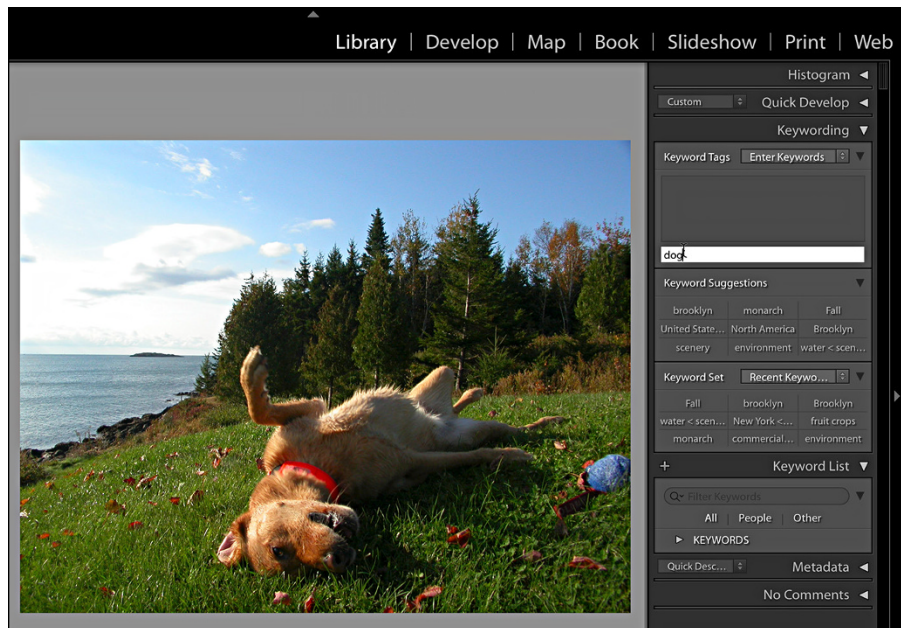 Library | Develop | Map | Book | Slideshow | Print | Web
Histogram
Custom Quick Develop
Keywording
Keyword Tags Enter Keywords
dog
Keyword Suggestions
brooklyn monarch Fall
United State... North America Brooklyn
scenery environment water < scen...
Keyword Set Recent Keywo...
Fall brooklyn Brooklyn
water < scen... New York <... fruit crops
monarch commercial... environment
+ Keyword List
Filter Keywords
All | People | Other
KEYWORDS
Quick Desc... Metadata
No Comments